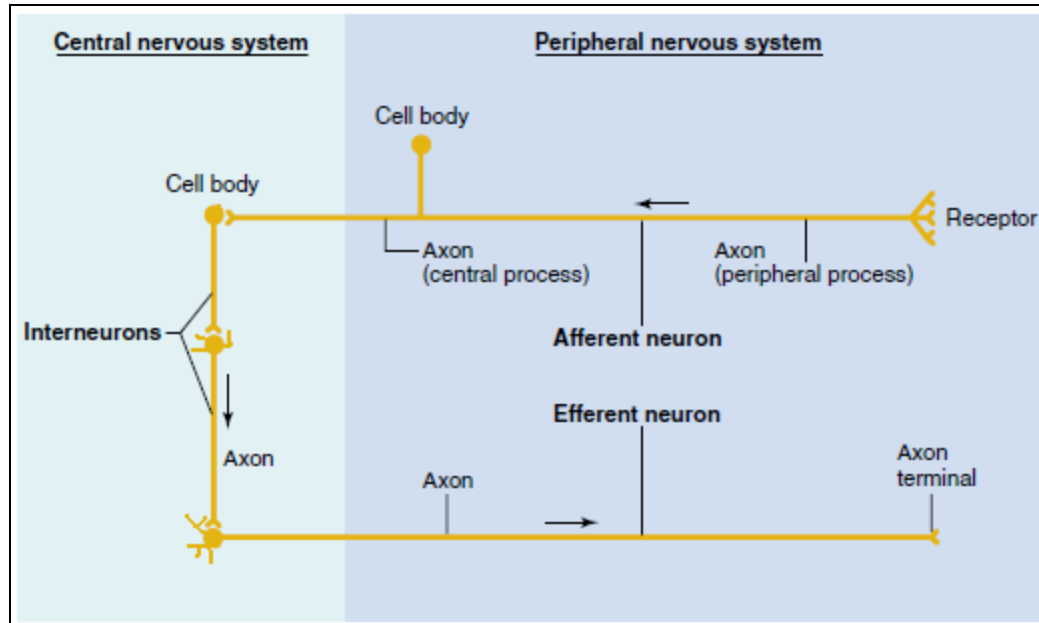 Central nervous system
Peripheral nervous system
Cell body
Cell body
Receptor
Axon
(central process)
Axon
(peripheral process)
Interneurons
Afferent neuron
Efferent neuron
Axon
Axon
Axon
terminal